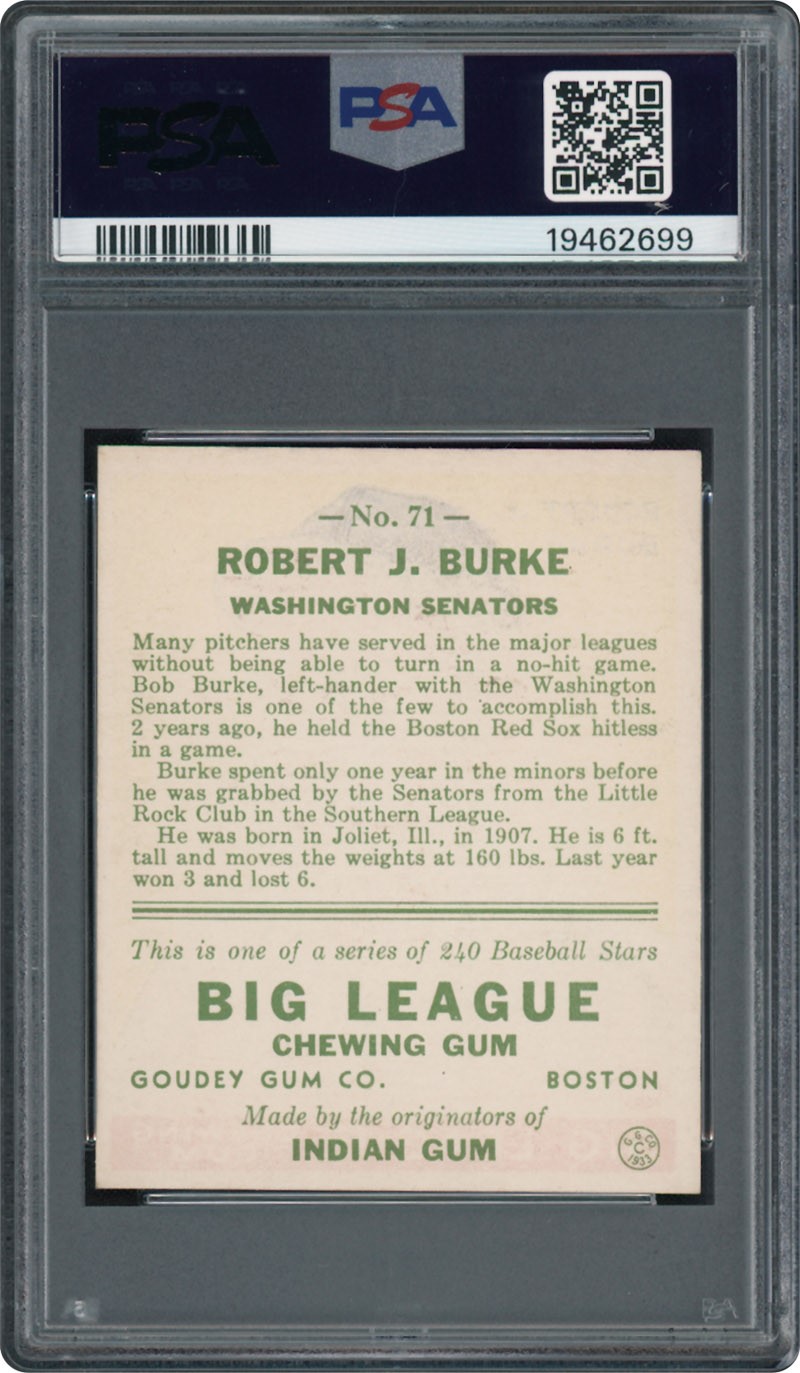 PSA
PSA
19462699
— No. 71 —
ROBERT J. BURKE
WASHINGTON SENATORS
Many pitchers have served in the major leagues
without being able to turn in a no-hit game.
Bob Burke, left-hander with the Washington
Senators is one of the few to accomplish this.
2 years ago, he held the Boston Red Sox hitless
in a game.
Burke spent only one year in the minors before
he was grabbed by the Senators from the Little
Rock Club in the Southern League.
He was born in Joliet, Ill., in 1907. He is 6 ft.
tall and moves the weights at 160 lbs. Last year
won 3 and lost 6.
This is one of a series of 240 Baseball Stars
BIG LEAGUE
CHEWING GUM
GOUDEY GUM CO. BOSTON
Made by the originators of
INDIAN GUM
G. G. CO.
C
1933
PSA